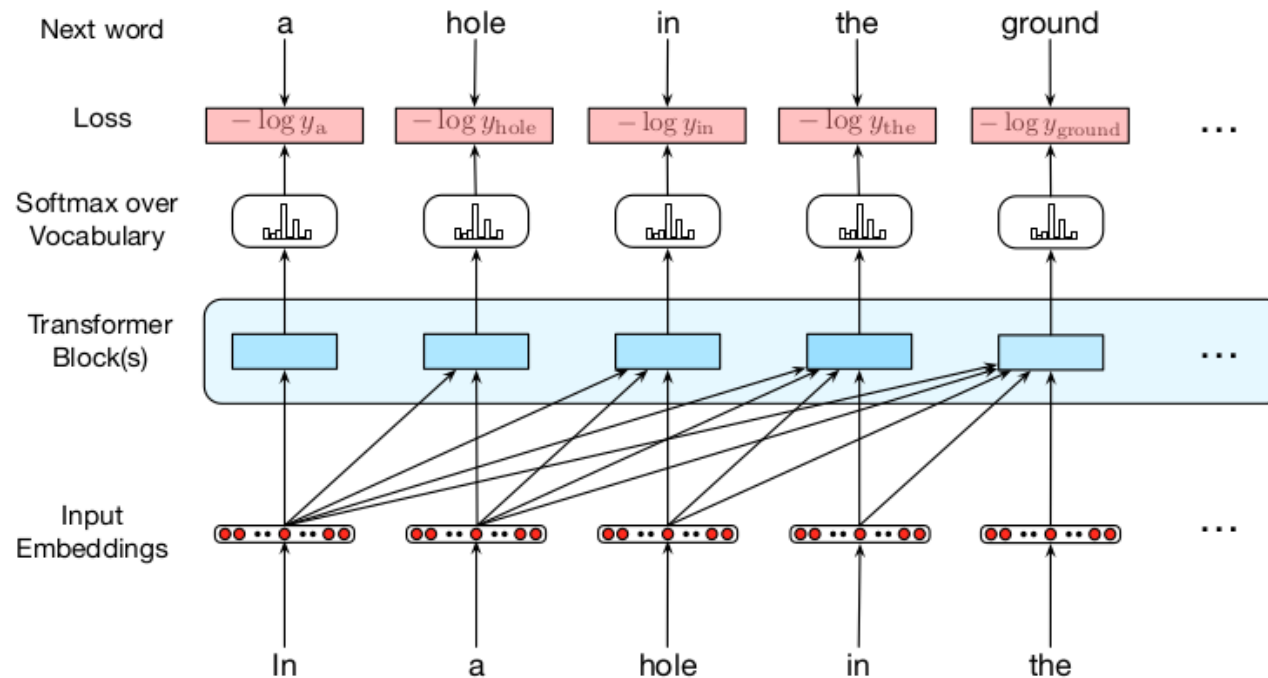 Next word a hole in the ground
Loss − log y_a − log y_hole − log y_in − log y_the − log y_ground ...
Softmax over
Vocabulary
Transformer
Block(s) ...
Input
Embeddings ...
In a hole in the